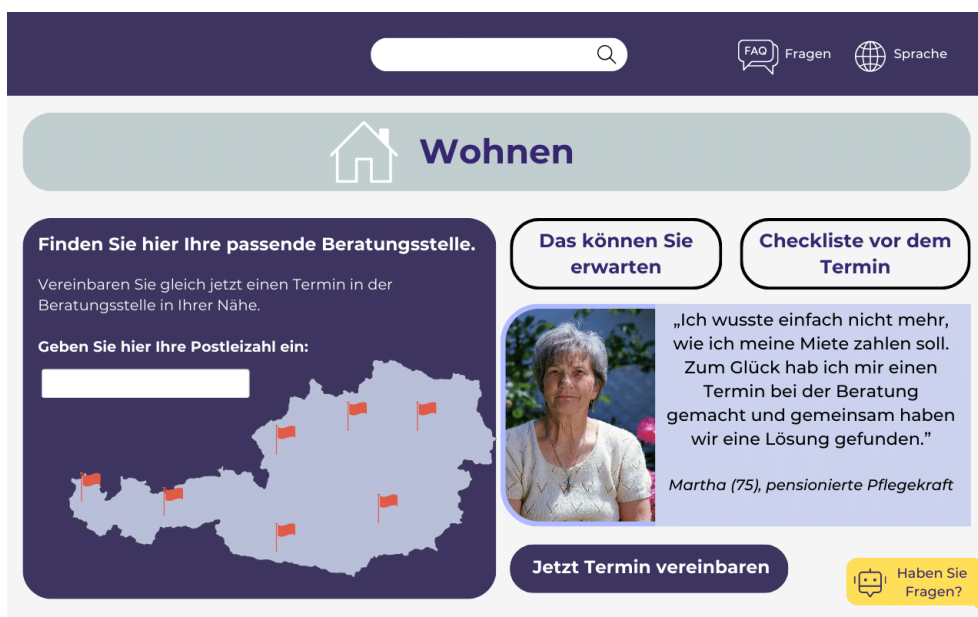 FAQ
Fragen
Sprache
Wohnen
Finden Sie hier Ihre passende Beratungsstelle.
Vereinbaren Sie gleich jetzt einen Termin in der
Beratungsstelle in Ihrer Nähe.
Geben Sie hier Ihre Postleizahl ein:
Das können Sie
erwarten
Checkliste vor dem
Termin
„Ich wusste einfach nicht mehr,
wie ich meine Miete zahlen soll.
Zum Glück hab ich mir einen
Termin bei der Beratung
gemacht und gemeinsam haben
wir eine Lösung gefunden.”
Martha (75), pensionierte Pflegekraft
Jetzt Termin vereinbaren
Haben Sie
Fragen?